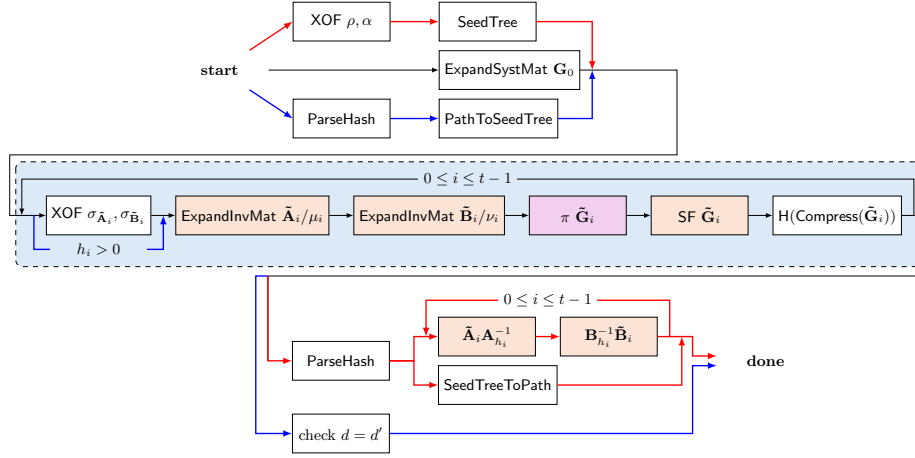 XOF ρ, α
SeedTree
start
ExpandSystMat G₀
ParseHash
PathToSeedTree
0 ≤ i ≤ t − 1
XOF σ_{Ã_i}, σ_{B̃_i}
ExpandInvMat Ã_i/μ_i
ExpandInvMat B̃_i/ν_i
π G̃_i
SF G̃_i
H(Compress(G̃_i))
h_i > 0
0 ≤ i ≤ t − 1
ParseHash
Ã_i A_{h_i}^{-1}
B_{h_i}^{-1} B̃_i
done
SeedTreeToPath
check d = d′